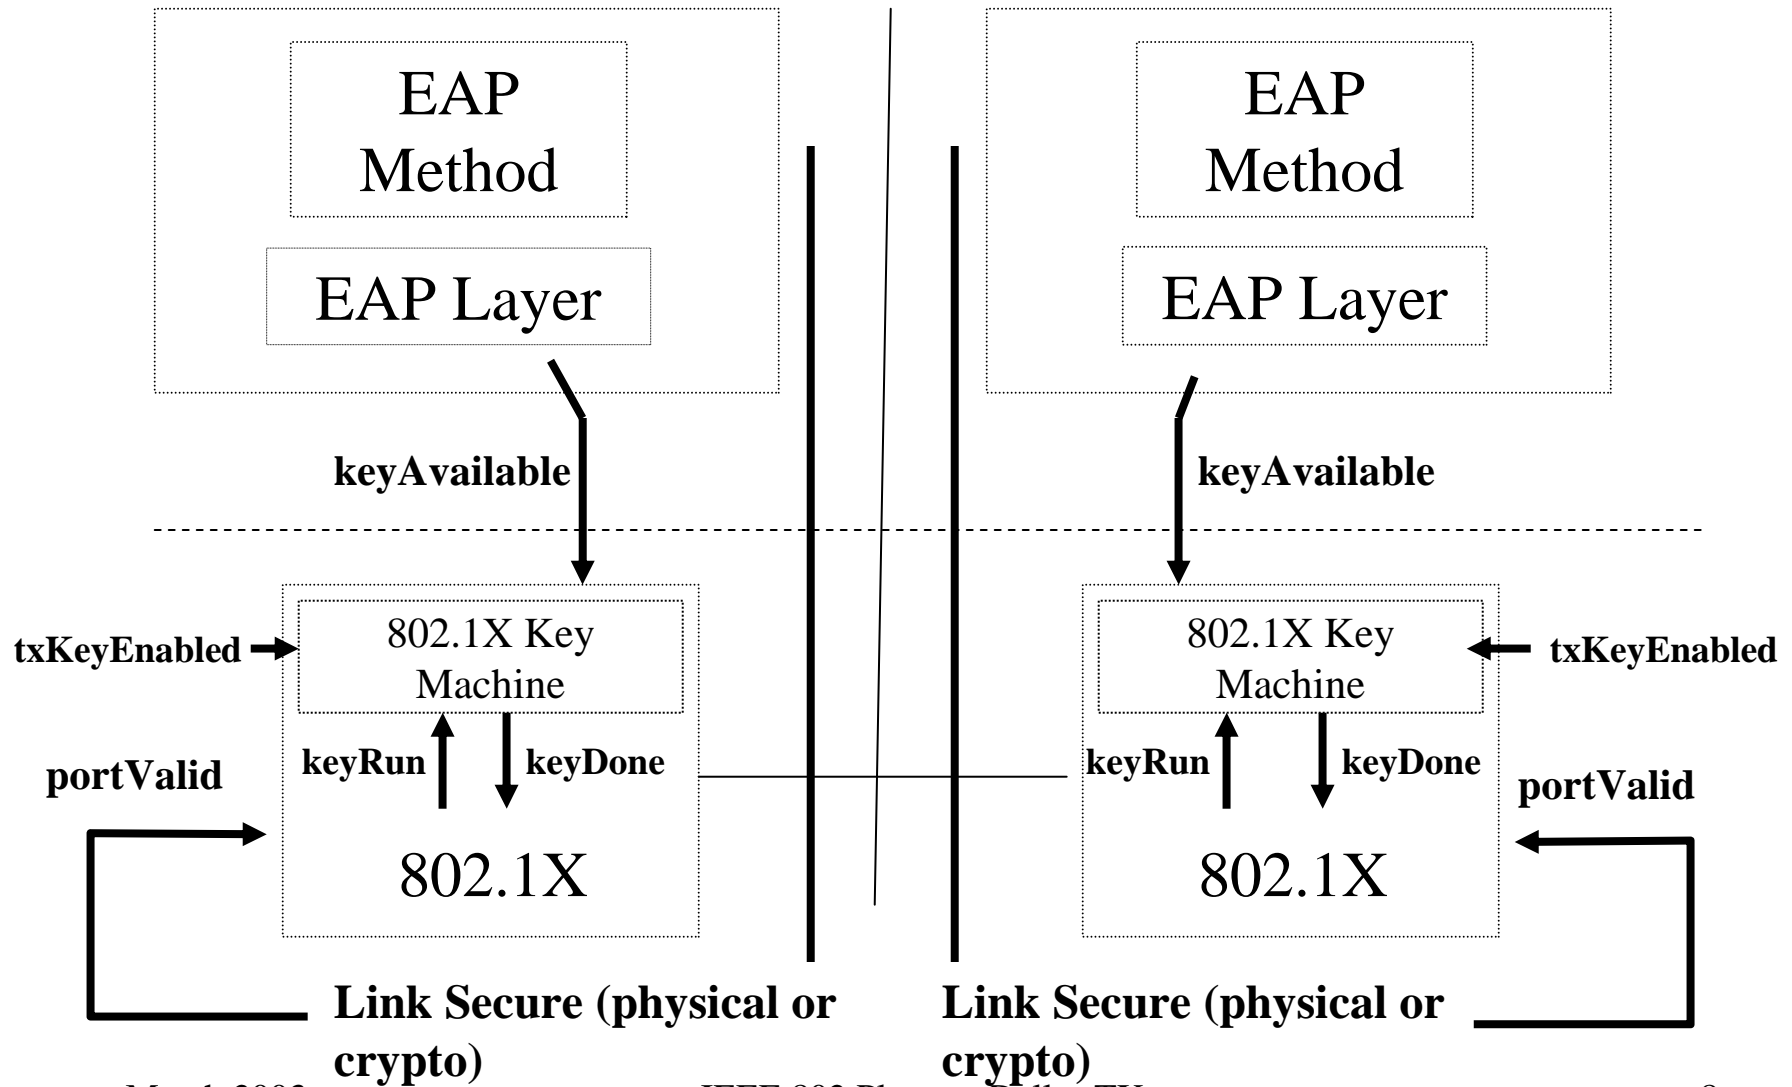 EAP
Method
EAP Layer
keyAvailable
txKeyEnabled
802.1X Key
Machine
keyRun
keyDone
portValid
802.1X
Link Secure (physical or
crypto)
EAP
Method
EAP Layer
keyAvailable
802.1X Key
Machine
txKeyEnabled
keyRun
keyDone
portValid
802.1X
Link Secure (physical or
crypto)
IEEE 802